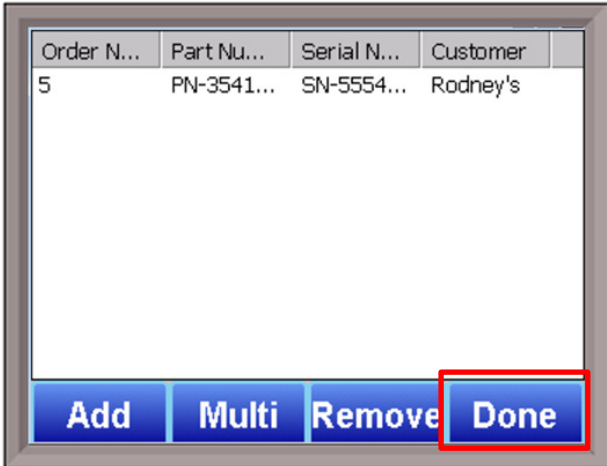 Order N... Part Nu... Serial N... Customer
5 PN-3541... SN-5554... Rodney's
Add Multi Remove Done